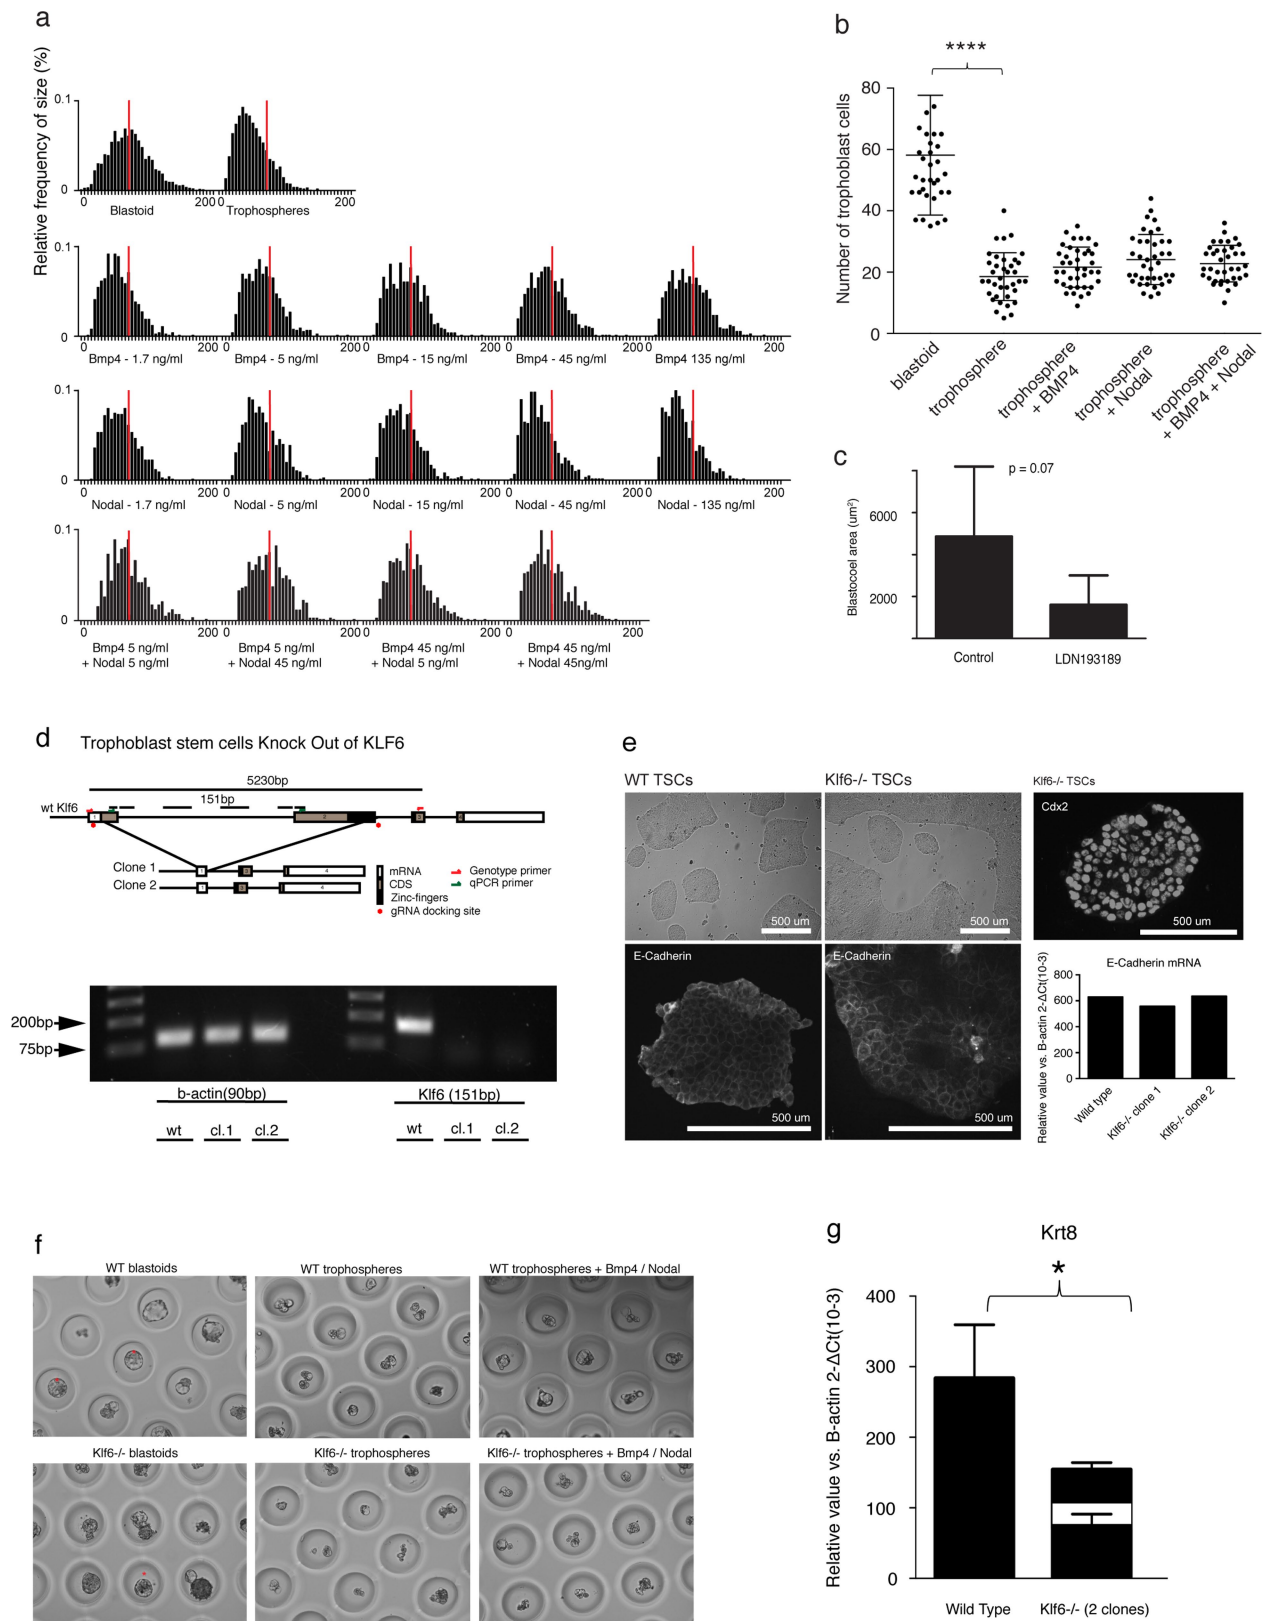 a
Relative frequency of size (%)
0.1
0
0 Blastoid 200
0 Trophospheres 200
0.1
0
0 200 0 200 0 200 0 200 0 200
Bmp4 - 1.7 ng/ml Bmp4 - 5 ng/ml Bmp4 - 15 ng/ml Bmp4 - 45 ng/ml Bmp4 135 ng/ml
0.1
0
0 200 0 200 0 200 0 200 0 200
Nodal - 1.7 ng/ml Nodal - 5 ng/ml Nodal - 15 ng/ml Nodal - 45 ng/ml Nodal - 135 ng/ml
0.1
0
0 200 0 200 0 200 0 200
Bmp4 5 ng/ml Bmp4 5 ng/ml Bmp4 45 ng/ml Bmp4 45 ng/ml
+ Nodal 5 ng/ml + Nodal 45 ng/ml + Nodal 5 ng/ml + Nodal 45ng/ml
b
****
Number of trophoblast cells
80
60
40
20
0
blastoid
trophosphere
trophosphere
+ BMP4
trophosphere
+ Nodal
trophosphere
+ BMP4 + Nodal
c
p = 0.07
Blastocoel area (um²)
6000
2000
Control LDN193189
d
Trophoblast stem cells Knock Out of KLF6
5230bp
151bp
wt Klf6
1 2 3
Clone 1
1 3 4
Clone 2
1 3 4
mRNA
CDS
Zinc-fingers
gRNA docking site
Genotype primer
qPCR primer
200bp
75bp
b-actin(90bp) Klf6 (151bp)
wt cl.1 cl.2 wt cl.1 cl.2
e
WT TSCs Klf6-/- TSCs Klf6-/- TSCs
Cdx2
500 um 500 um 500 um
E-Cadherin E-Cadherin
500 um 500 um
E-Cadherin mRNA
Relative value vs. B-actin 2-ΔCt(10-3)
800
600
400
200
0
Wild type
Klf6-/- clone 1
Klf6-/- clone 2
f
WT blastoids WT trophospheres WT trophospheres + Bmp4 / Nodal
Klf6-/- blastoids Klf6-/- trophospheres Klf6-/- trophospheres + Bmp4 / Nodal
g
Krt8
*
Relative value vs. B-actin 2-ΔCt(10-3)
400
300
200
100
0
Wild Type Klf6-/- (2 clones)